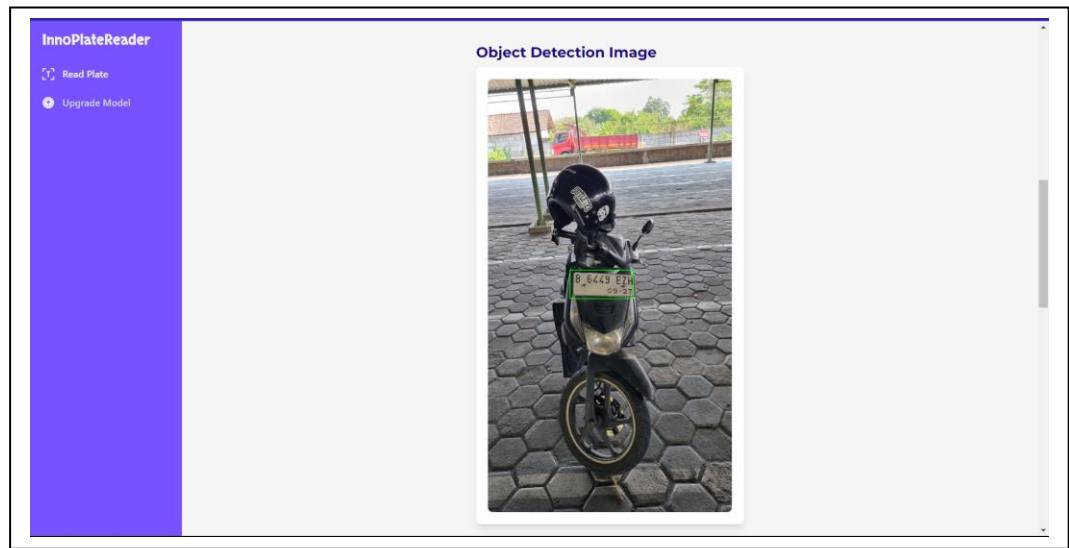 InnoPlateReader
Read Plate
Upgrade Model
Object Detection Image
B 6449 EZH
09-27